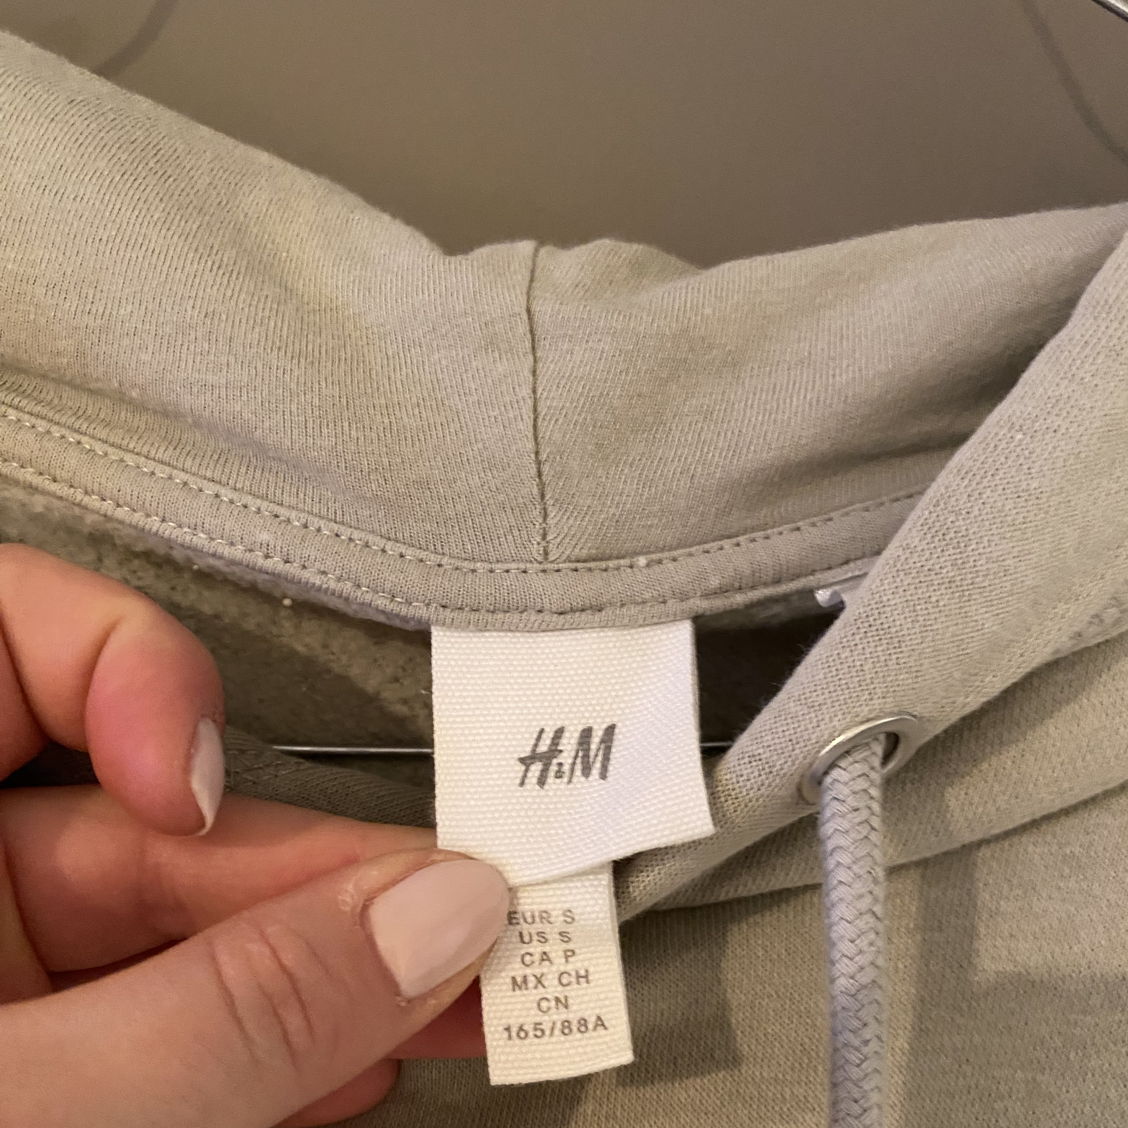 H&M
EUR S
US S
CA P
MX CH
CN
165/88A